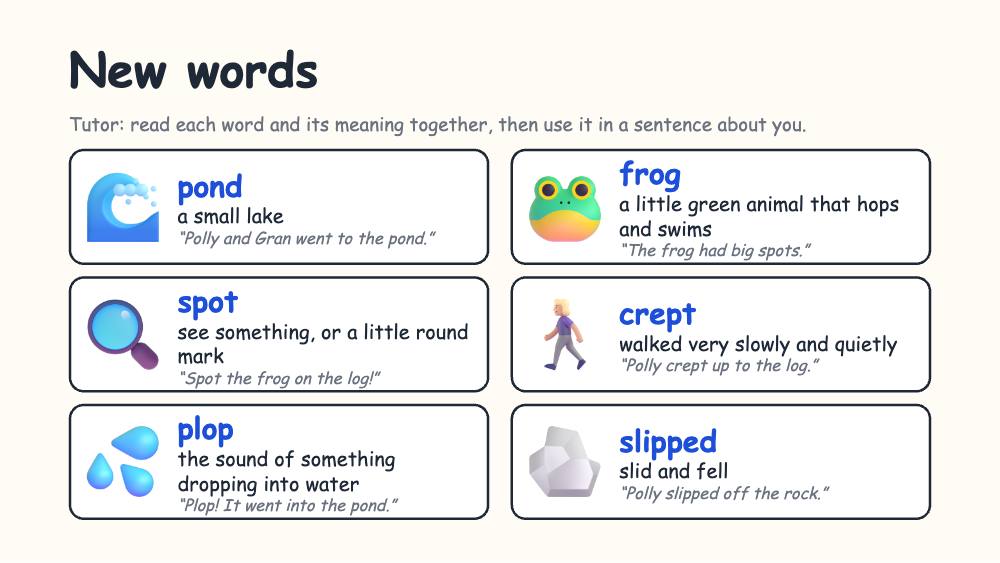 New words
Tutor: read each word and its meaning together, then use it in a sentence about you.
pond
a small lake
“Polly and Gran went to the pond.”
frog
a little green animal that hops
and swims
“The frog had big spots.”
spot
see something, or a little round
mark
“Spot the frog on the log!”
crept
walked very slowly and quietly
“Polly crept up to the log.”
plop
the sound of something
dropping into water
“Plop! It went into the pond.”
slipped
slid and fell
“Polly slipped off the rock.”